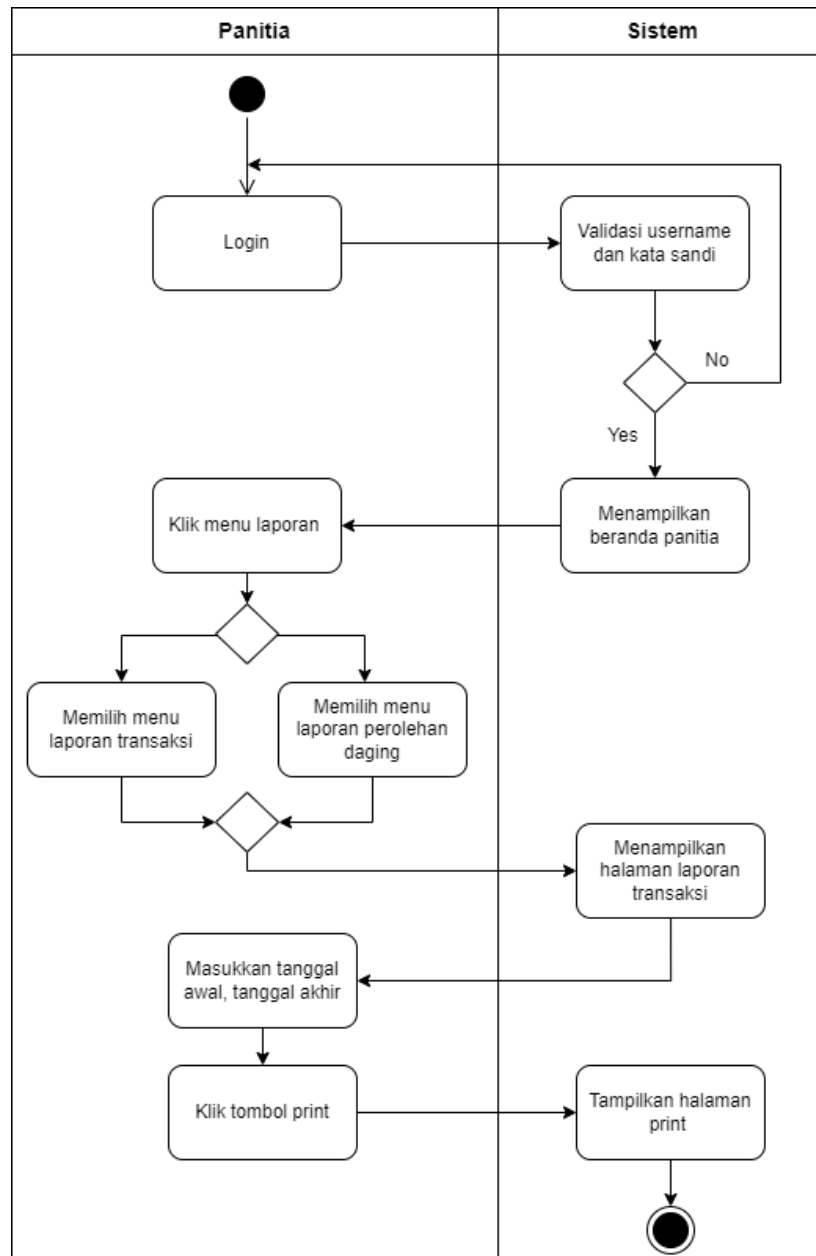 Panitia
Sistem
Login
Validasi username
dan kata sandi
No
Yes
Klik menu laporan
Menampilkan
beranda panitia
Memilih menu
laporan transaksi
Memilih menu
laporan perolehan
daging
Menampilkan
halaman laporan
transaksi
Masukkan tanggal
awal, tanggal akhir
Klik tombol print
Tampilkan halaman
print